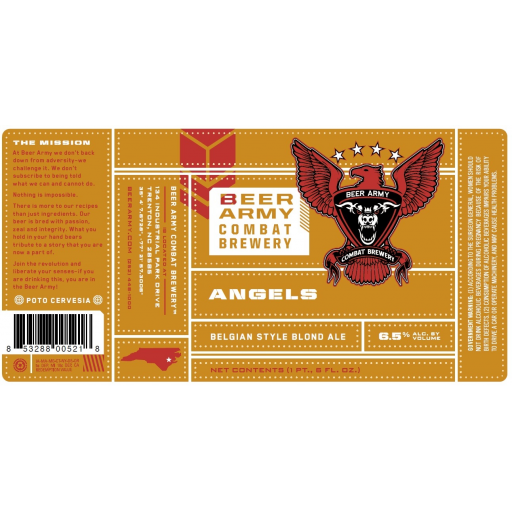 THE MISSION
At Beer Army we don't back
down from adversity-we
challenge it. We don't
subscribe to being told
what we can and cannot do.
Nothing is impossible.
There is more to our recipes
than just ingredients. Our
beer is bred with passion,
zeal and integrity. What you
hold in your hand bears
tribute to a story that you are
now a part of.
Join the revolution and
liberate your senses-if you
are drinking this, you are in
the Beer Army!
POTO CERVESIA
8 53288 00521 8
BEER ARMY COMBAT BREWERY™
IS LOCATED AT
134 INDUSTRIAL PARK DRIVE
TRENTON, NC 28585
BEERARMY.COM
BEER
ARMY
COMBAT
BREWERY
BEER ARMY
COMBAT BREWERY
ANGELS
BELGIAN STYLE BLOND ALE
6.5% ALC. BY
VOLUME
NET CONTENTS (1 PT., 6 FL. OZ.)
GOVERNMENT WARNING: (1) ACCORDING TO THE SURGEON GENERAL, WOMEN SHOULD
NOT DRINK ALCOHOLIC BEVERAGES DURING PREGNANCY BECAUSE OF THE RISK OF
BIRTH DEFECTS. (2) CONSUMPTION OF ALCOHOLIC BEVERAGES IMPAIRS YOUR ABILITY
TO DRIVE A CAR OR OPERATE MACHINERY, AND MAY CAUSE HEALTH PROBLEMS.